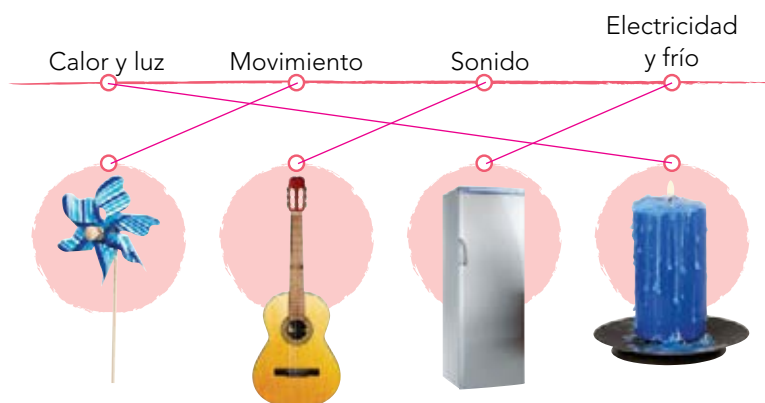 Calor y luz
Movimiento
Sonido
Electricidad
y frío